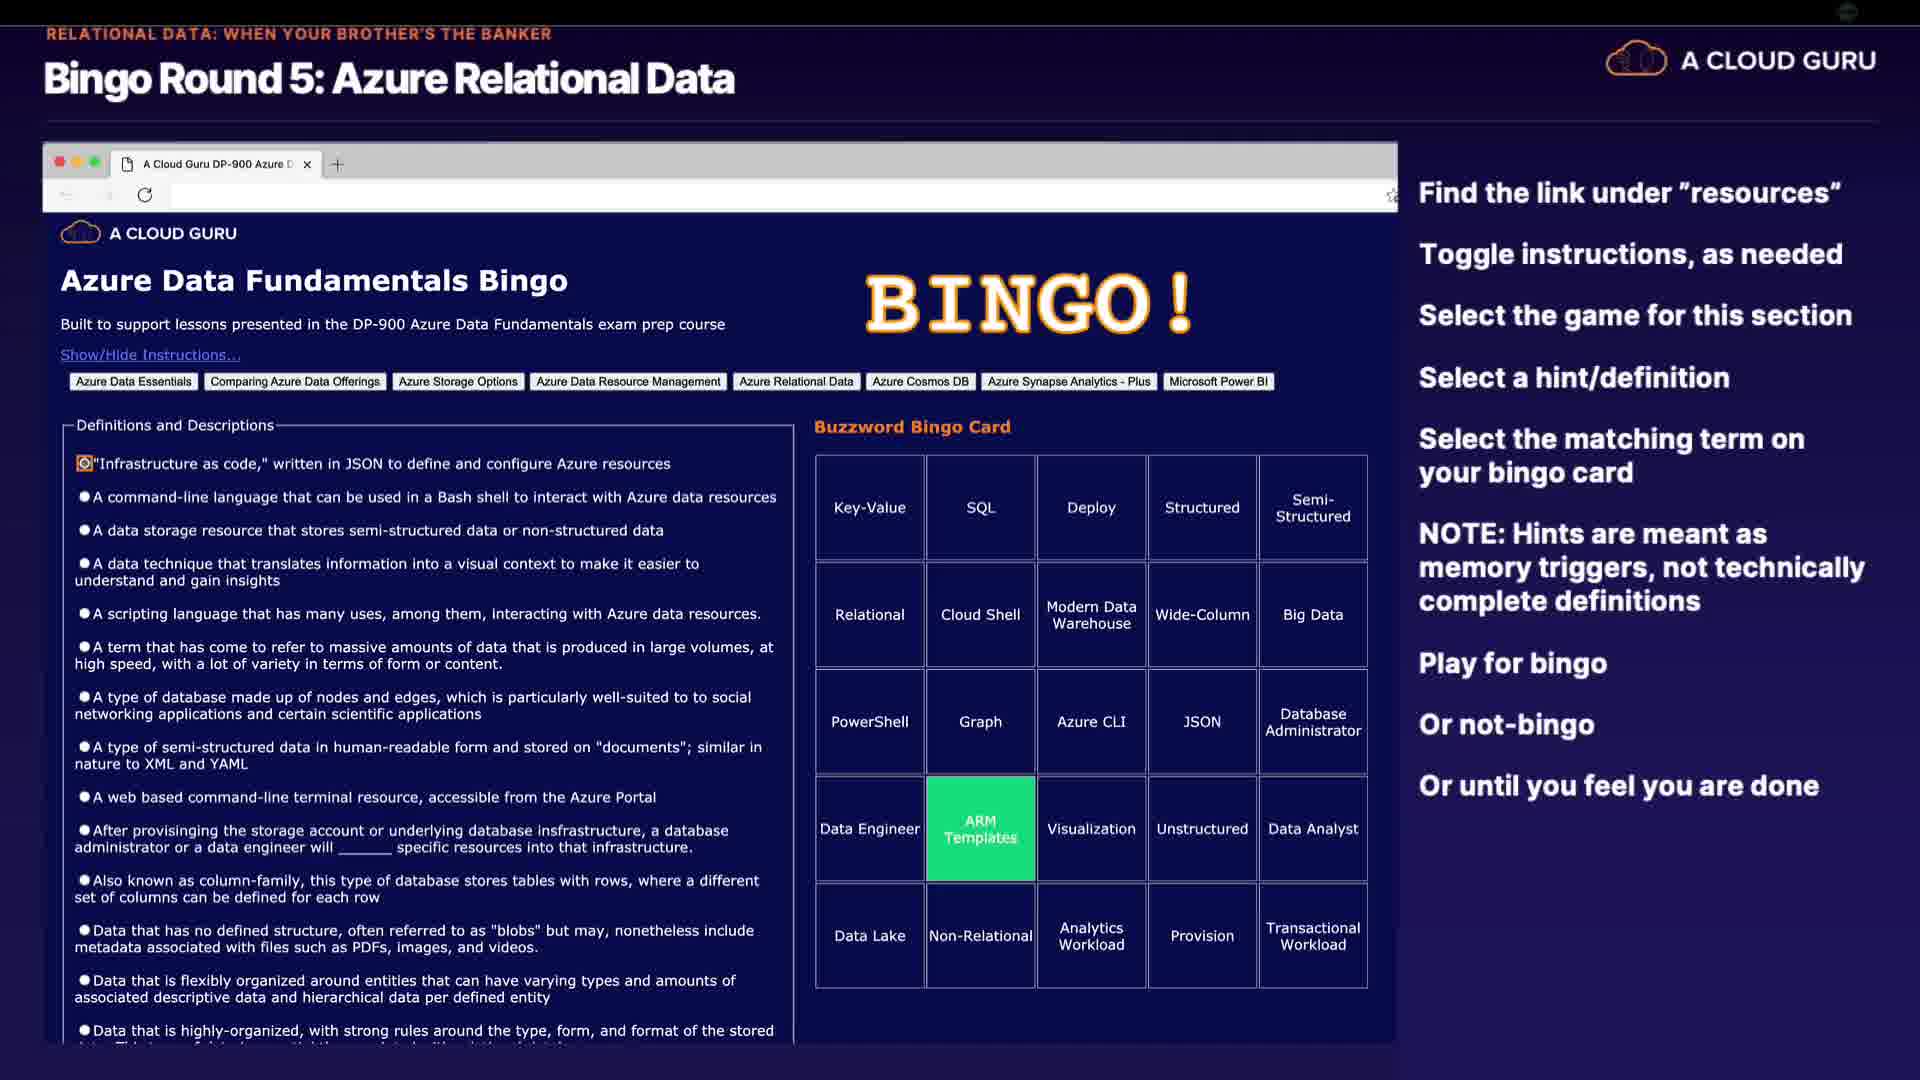 RELATIONAL DATA: WHEN YOUR BROTHER'S THE BANKER
Bingo Round 5: Azure Relational Data
A CLOUD GURU
A Cloud Guru DP-900 Azure D
A CLOUD GURU
Azure Data Fundamentals Bingo
BINGO!
Built to support lessons presented in the DP-900 Azure Data Fundamentals exam prep course
Show/Hide Instructions...
Azure Data Essentials
Comparing Azure Data Offerings
Azure Storage Options
Azure Data Resource Management
Azure Relational Data
Azure Cosmos DB
Azure Synapse Analytics - Plus
Microsoft Power BI
Definitions and Descriptions
"Infrastructure as code," written in JSON to define and configure Azure resources
A command-line language that can be used in a Bash shell to interact with Azure data resources
A data storage resource that stores semi-structured data or non-structured data
A data technique that translates information into a visual context to make it easier to
understand and gain insights
A scripting language that has many uses, among them, interacting with Azure data resources.
A term that has come to refer to massive amounts of data that is produced in large volumes, at
high speed, with a lot of variety in terms of form or content.
A type of database made up of nodes and edges, which is particularly well-suited to to social
networking applications and certain scientific applications
A type of semi-structured data in human-readable form and stored on "documents"; similar in
nature to XML and YAML
A web based command-line terminal resource, accessible from the Azure Portal
After provisinging the storage account or underlying database insfrastructure, a database
administrator or a data engineer will ______ specific resources into that infrastructure.
Also known as column-family, this type of database stores tables with rows, where a different
set of columns can be defined for each row
Data that has no defined structure, often referred to as "blobs" but may, nonetheless include
metadata associated with files such as PDFs, images, and videos.
Data that is flexibly organized around entities that can have varying types and amounts of
associated descriptive data and hierarchical data per defined entity
Data that is highly-organized, with strong rules around the type, form, and format of the stored
Buzzword Bingo Card
Key-Value
SQL
Deploy
Structured
Semi-
Structured
Relational
Cloud Shell
Modern Data
Warehouse
Wide-Column
Big Data
PowerShell
Graph
Azure CLI
JSON
Database
Administrator
Data Engineer
ARM
Templates
Visualization
Unstructured
Data Analyst
Data Lake
Non-Relational
Analytics
Workload
Provision
Transactional
Workload
Find the link under "resources"
Toggle instructions, as needed
Select the game for this section
Select a hint/definition
Select the matching term on
your bingo card
NOTE: Hints are meant as
memory triggers, not technically
complete definitions
Play for bingo
Or not-bingo
Or until you feel you are done